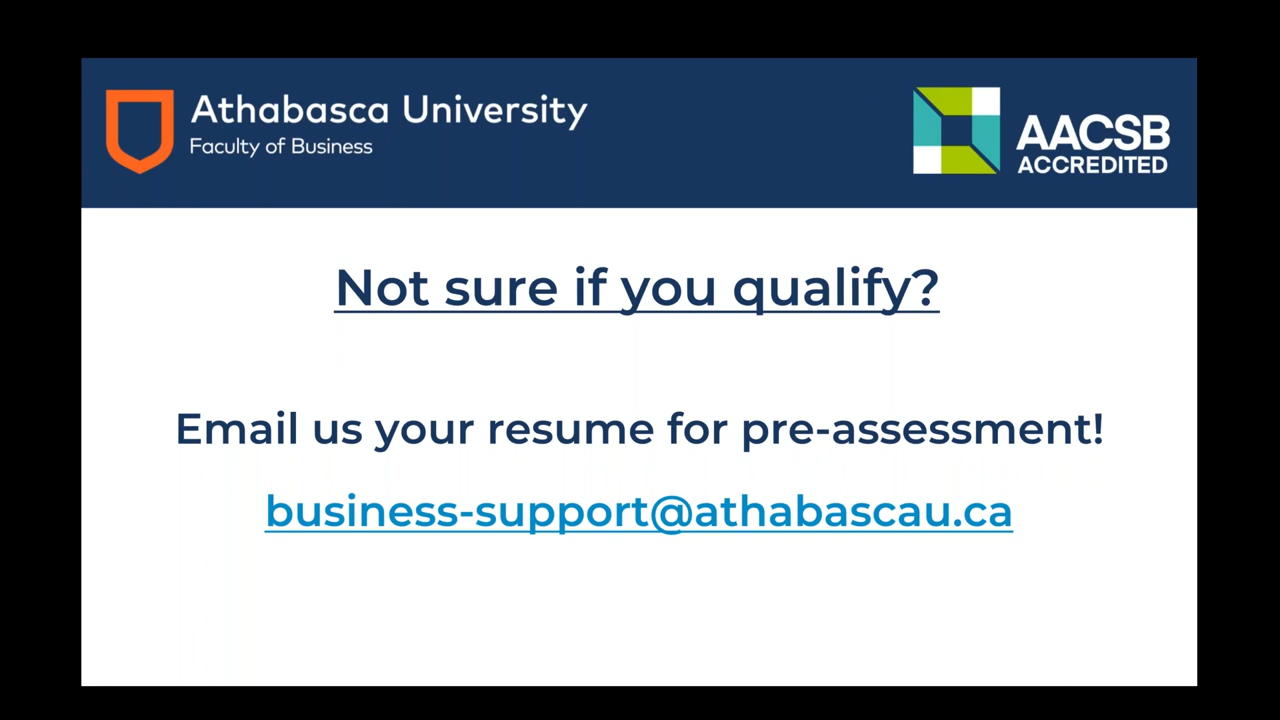 Athabasca University
Faculty of Business
AACSB
ACCREDITED
Not sure if you qualify?
Email us your resume for pre-assessment!
business-support@athabascau.ca